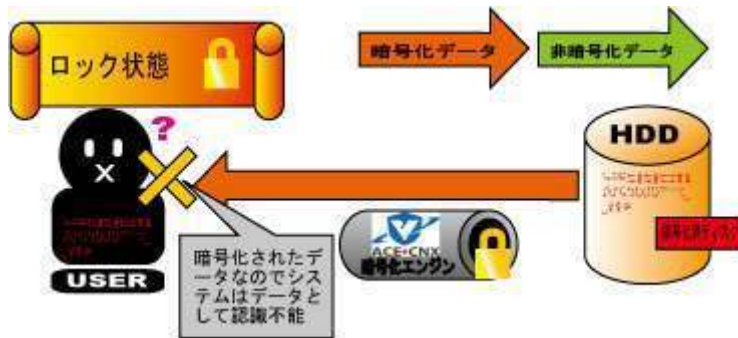 ロック状態
暗号化データ
非暗号化データ
?
HDD
USER
暗号化されたデ
ータなのでシス
テムはデータと
して認識不能
ACE•CNX
暗号化エンジン